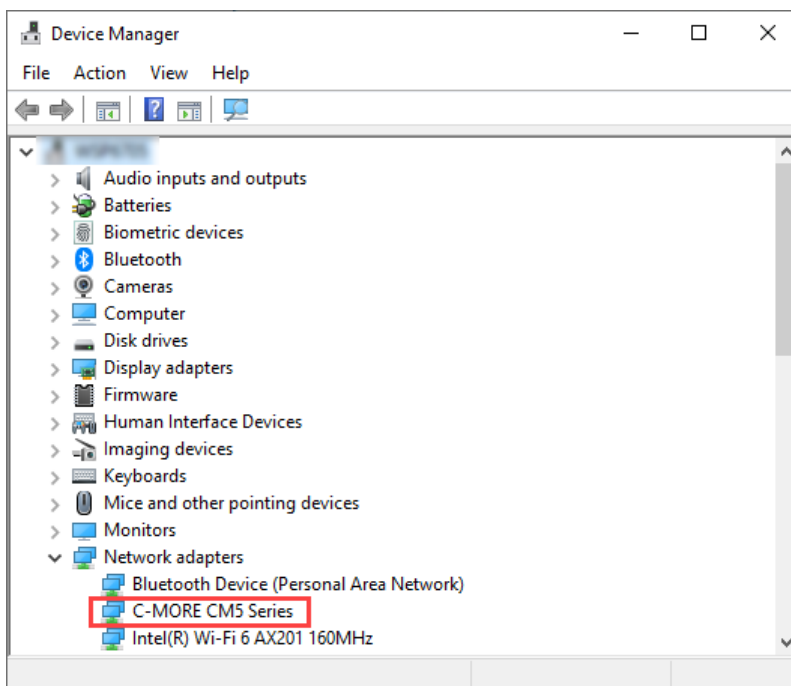 Device Manager
File Action View Help
Audio inputs and outputs
Batteries
Biometric devices
Bluetooth
Cameras
Computer
Disk drives
Display adapters
Firmware
Human Interface Devices
Imaging devices
Keyboards
Mice and other pointing devices
Monitors
Network adapters
Bluetooth Device (Personal Area Network)
C-MORE CM5 Series
Intel(R) Wi-Fi 6 AX201 160MHz